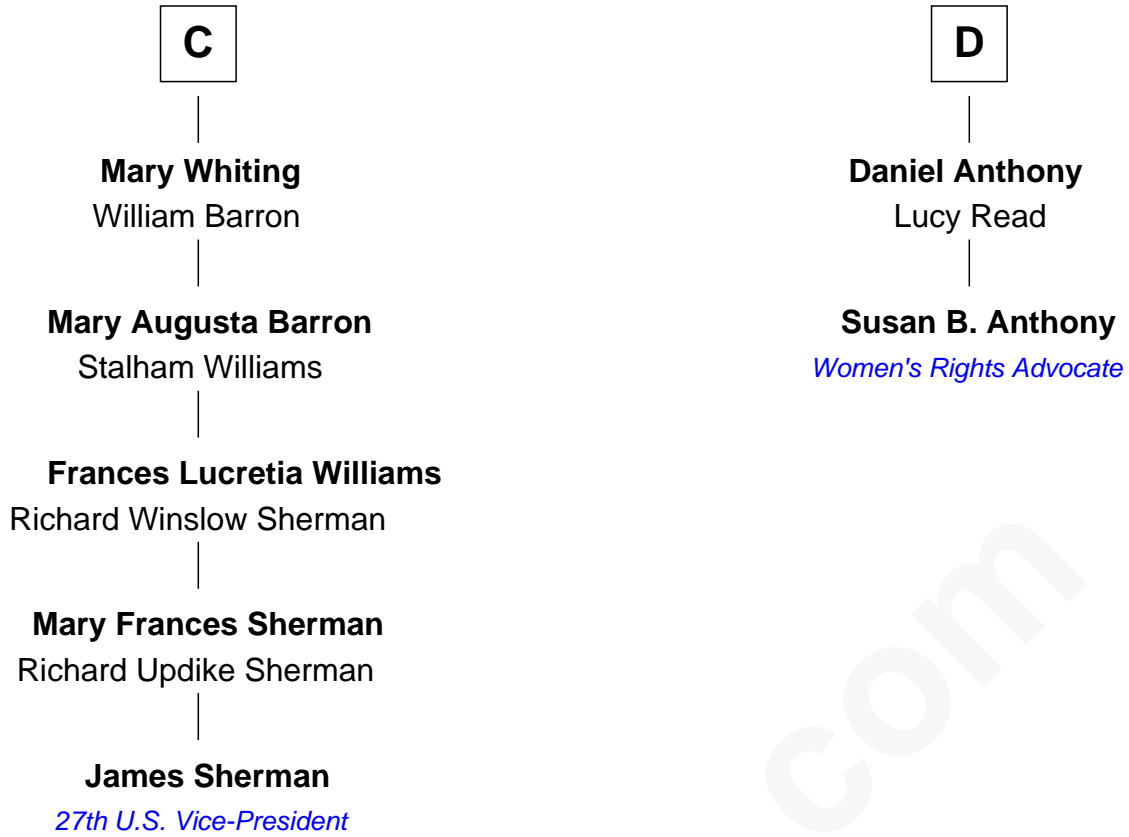 C
Mary Whiting
William Barron
Mary Augusta Barron
Stalham Williams
Frances Lucretia Williams
Richard Winslow Sherman
Mary Frances Sherman
Richard Updike Sherman
James Sherman
27th U.S. Vice-President
D
Daniel Anthony
Lucy Read
Susan B. Anthony
Women's Rights Advocate
com